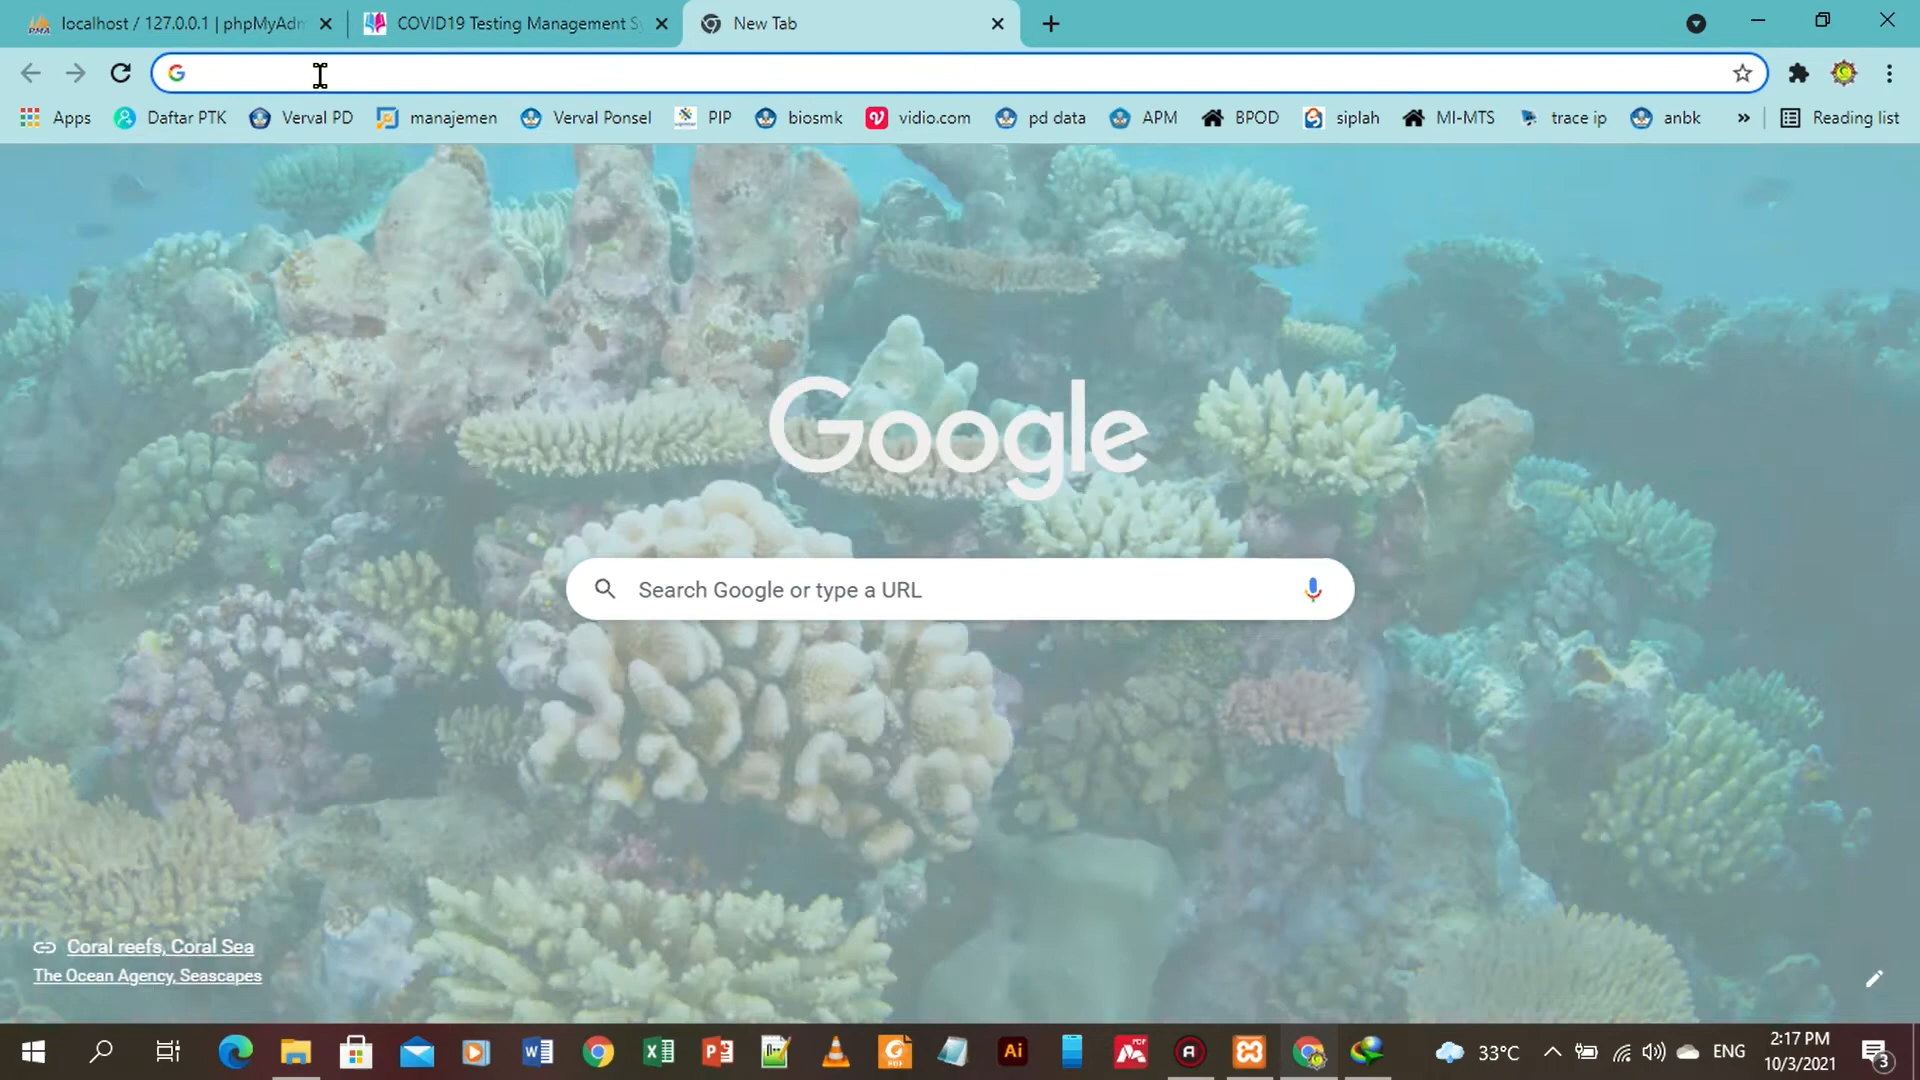 localhost / 127.0.0.1 | phpMyAdm
COVID19 Testing Management Sy
New Tab
Apps
Daftar PTK
Verval PD
manajemen
Verval Ponsel
PIP
biosmk
vidio.com
pd data
APM
BPOD
siplah
MI-MTS
trace ip
anbk
»
Reading list
Google
Search Google or type a URL
Coral reefs, Coral Sea
The Ocean Agency, Seascapes
33°C
ENG
2:17 PM
10/3/2021
3